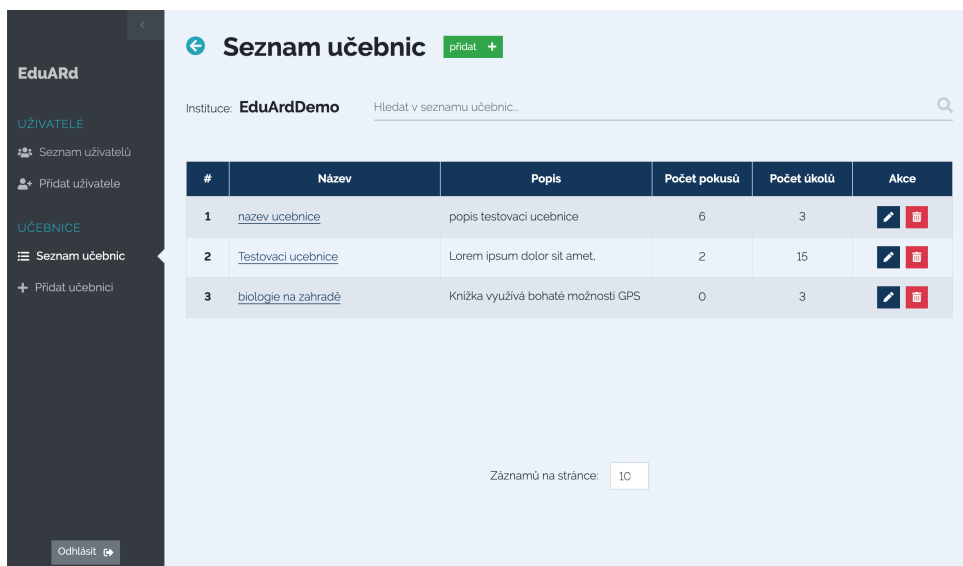 EduARd
UŽIVATELÉ
Seznam uživatelů
Přidat uživatele
UČEBNICE
Seznam učebnic
Přidat učebnici
Odhlásit
Seznam učebnic přidat +
Instituce: EduArdDemo Hledat v seznamu učebnic...
# Název Popis Počet pokusů Počet úkolů Akce
1 nazev ucebnice popis testovaci ucebnice 6 3
2 Testovací ucebnice Lorem ipsum dolor sit amet, 2 15
3 biologie na zahradě Knížka využívá bohaté možnosti GPS 0 3
Záznamů na stránce: 10